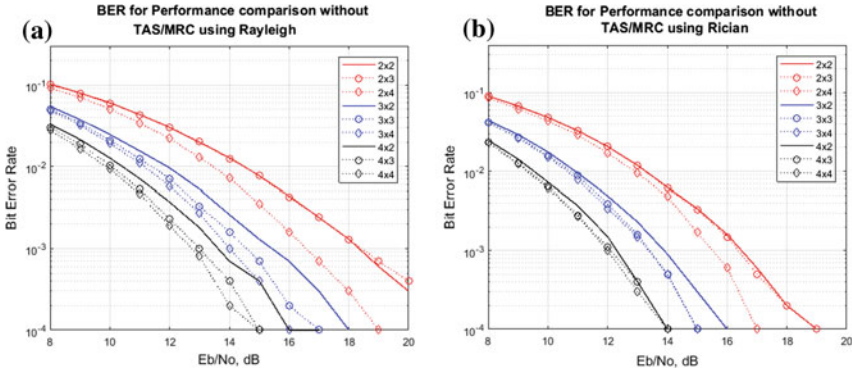 (a)
BER for Performance comparison without
TAS/MRC using Rayleigh
Bit Error Rate
10-1
10-2
10-3
10-4
2x2
2x3
2x4
3x2
3x3
3x4
4x2
4x3
4x4
8 10 12 14 16 18 20
Eb/No, dB
(b)
BER for Performance comparison without
TAS/MRC using Rician
Bit Error Rate
10-1
10-2
10-3
10-4
2x2
2x3
2x4
3x2
3x3
3x4
4x2
4x3
4x4
8 10 12 14 16 18 20
Eb/No, dB